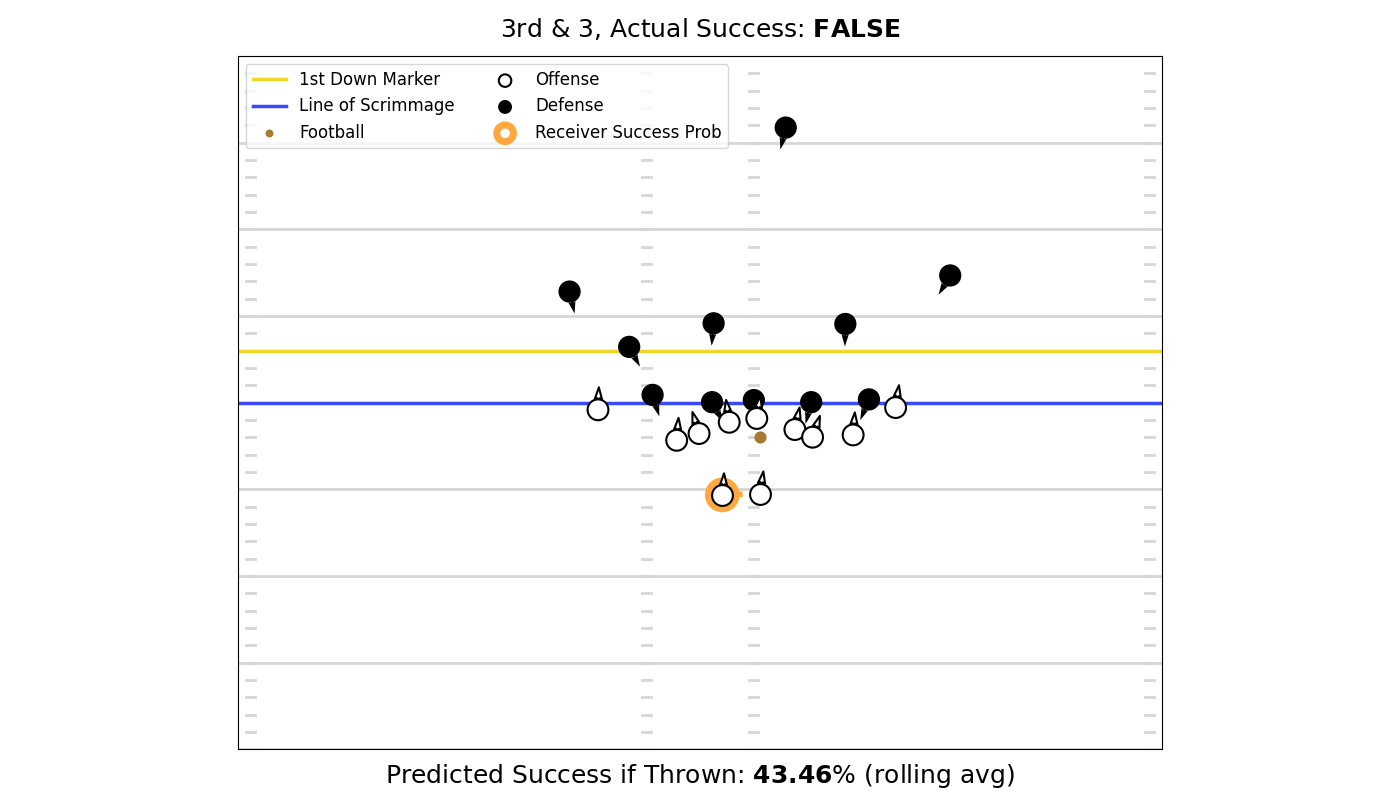 3rd & 3, Actual Success: FALSE
1st Down Marker
Line of Scrimmage
Football
Offense
Defense
Receiver Success Prob
Predicted Success if Thrown: 43.46% (rolling avg)